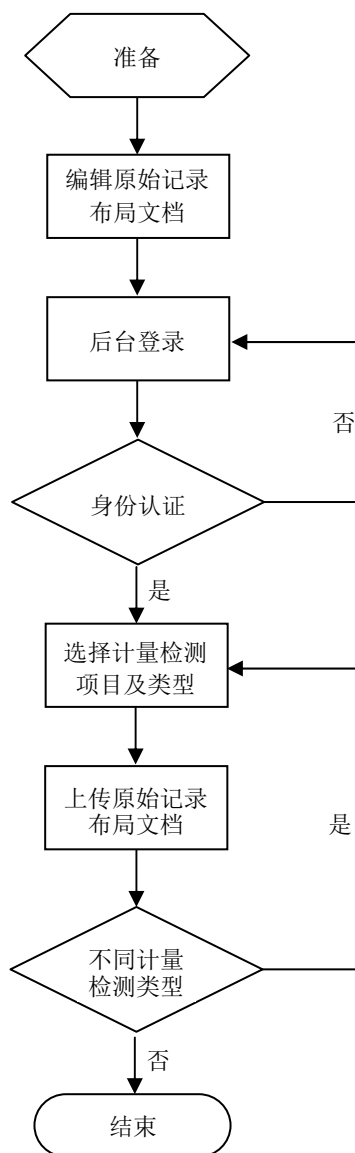 准备
编辑原始记录
布局文档
后台登录
否
身份认证
是
选择计量检测
项目及类型
上传原始记录
布局文档
是
不同计量
检测类型
否
结束